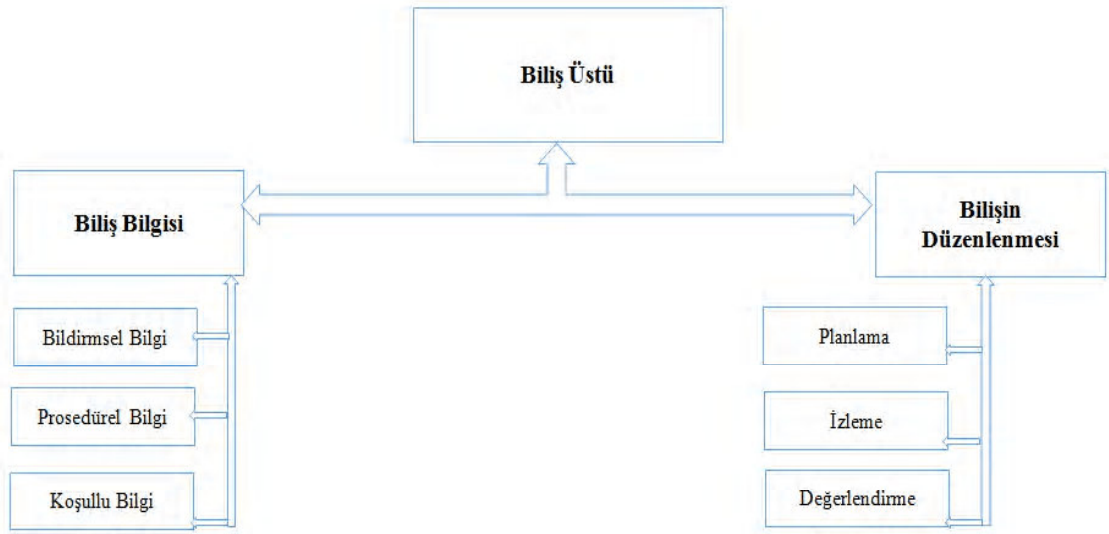 Biliş Üstü
Biliş Bilgisi
Bildirmsel Bilgi
Prosedürel Bilgi
Koşullu Bilgi
Bilişin
Düzenlenmesi
Planlama
İzleme
Değerlendirme